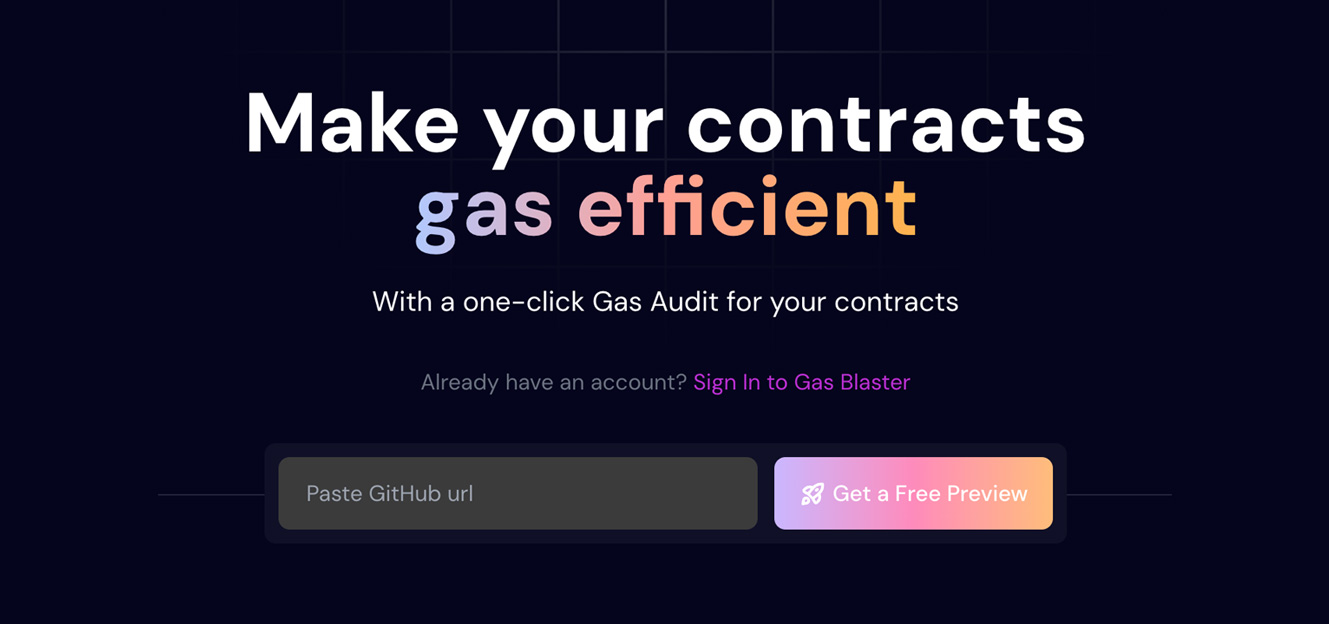 Make your contracts
gas efficient
With a one-click Gas Audit for your contracts
Already have an account? Sign In to Gas Blaster
Paste GitHub url
Get a Free Preview